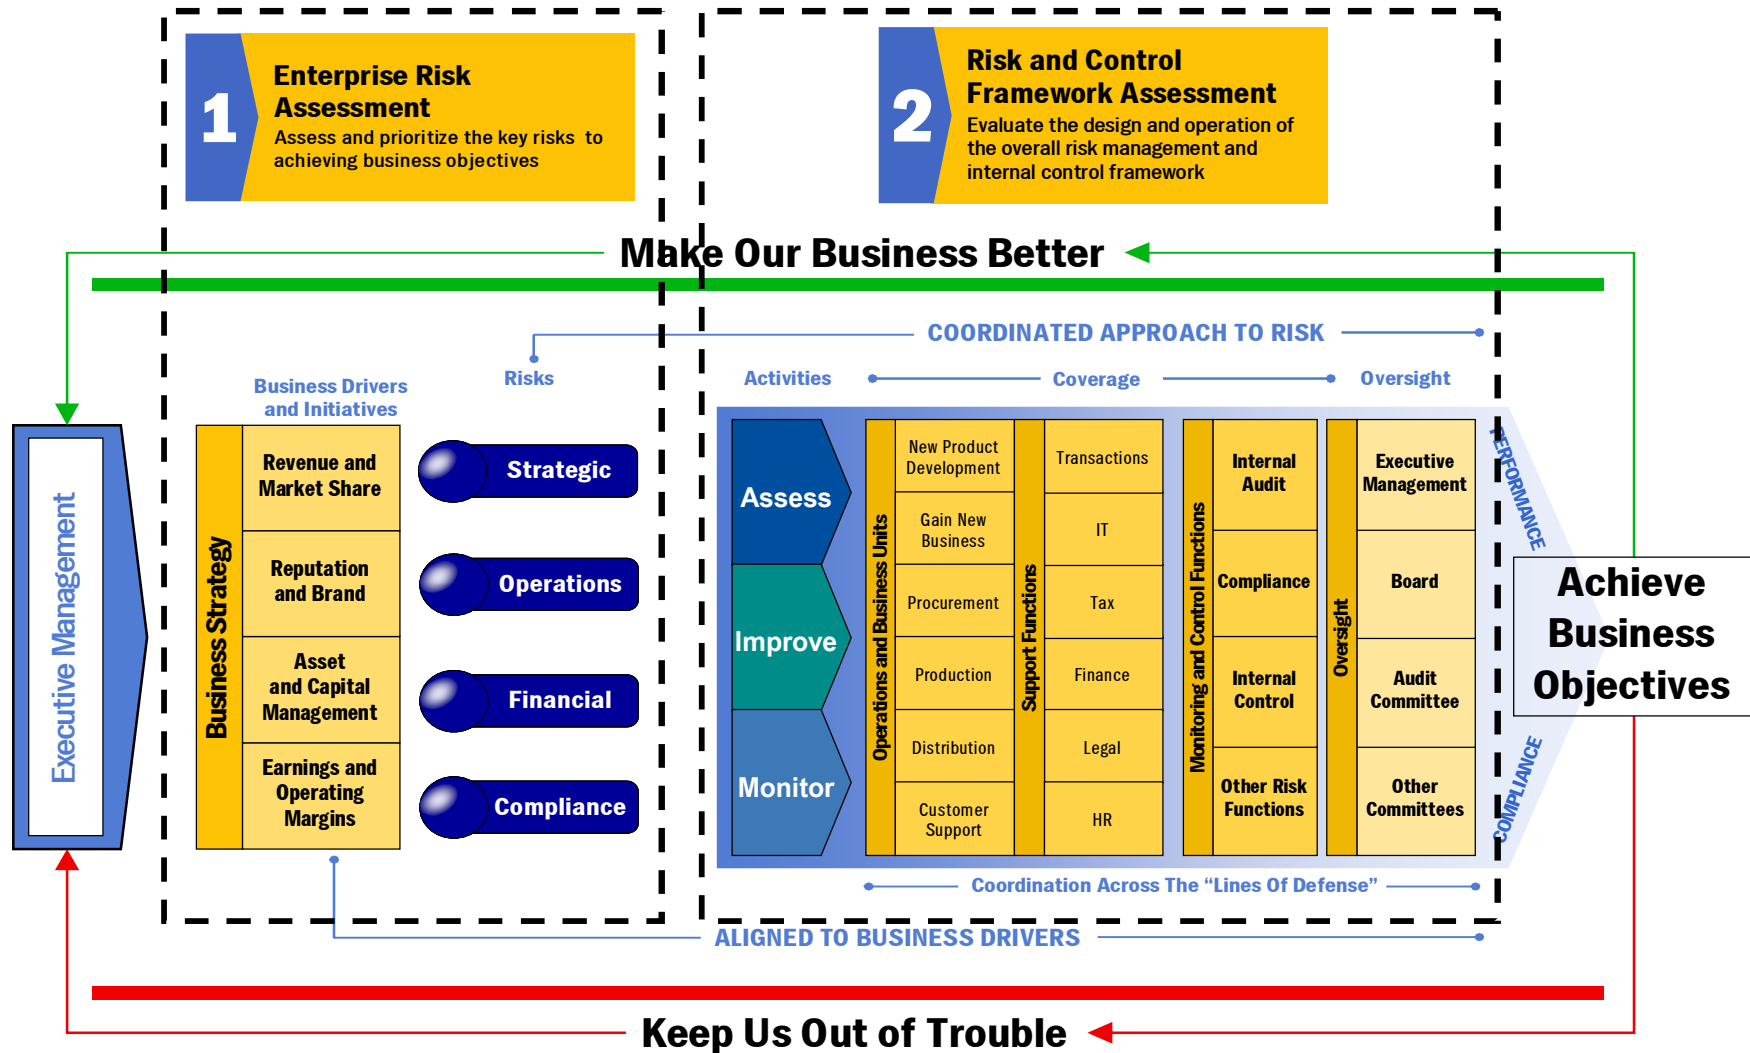 1
Enterprise Risk
Assessment
Assess and prioritize the key risks to
achieving business objectives
2
Risk and Control
Framework Assessment
Evaluate the design and operation of
the overall risk management and
internal control framework
Make Our Business Better
COORDINATED APPROACH TO RISK
Business Drivers
and Initiatives
Risks
Activities
Coverage
Oversight
Executive Management
Business Strategy
Revenue and
Market Share
Reputation
and Brand
Asset
and Capital
Management
Earnings and
Operating
Margins
Strategic
Operations
Financial
Compliance
Assess
Improve
Monitor
Operations and Business Units
New Product
Development
Gain New
Business
Procurement
Production
Distribution
Customer
Support
Support Functions
Transactions
IT
Tax
Finance
Legal
HR
Monitoring and Control Functions
Internal
Audit
Compliance
Internal
Control
Other Risk
Functions
Oversight
Executive
Management
Board
Audit
Committee
Other
Committees
PERFORMANCE
COMPLIANCE
Achieve
Business
Objectives
Coordination Across The “Lines Of Defense”
ALIGNED TO BUSINESS DRIVERS
Keep Us Out of Trouble